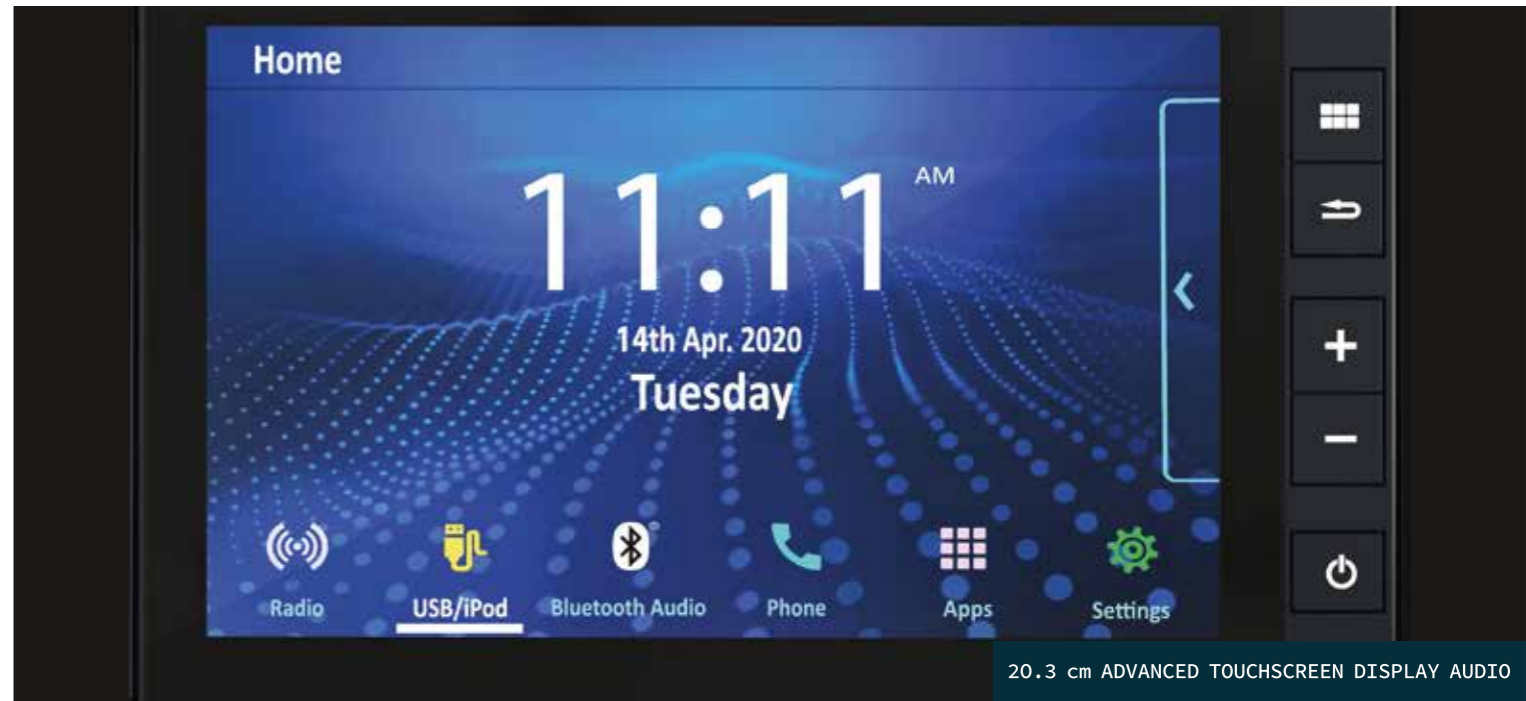 Home
11:11 AM
14th Apr. 2020
Tuesday
Radio USB/iPod Bluetooth Audio Phone Apps Settings
20.3 cm ADVANCED TOUCHSCREEN DISPLAY AUDIO